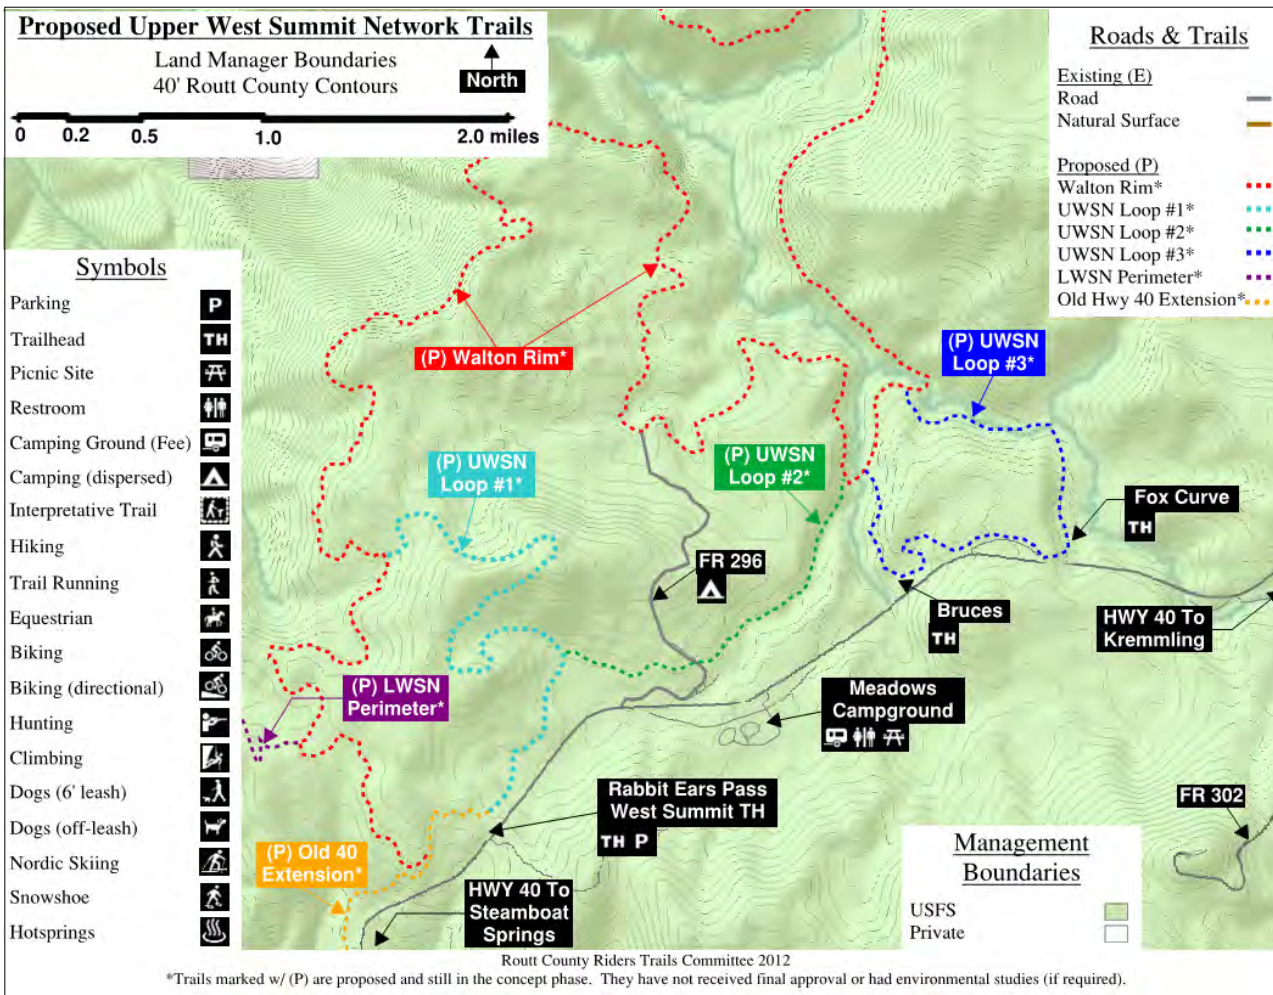 Proposed Upper West Summit Network Trails
Land Manager Boundaries
40' Routt County Contours
North
0 0.2 0.5 1.0 2.0 miles
Roads & Trails
Existing (E)
Road
Natural Surface
Proposed (P)
Walton Rim*
UWSN Loop #1*
UWSN Loop #2*
UWSN Loop #3*
LWSN Perimeter*
Old Hwy 40 Extension*
Symbols
Parking P
Trailhead TH
Picnic Site
Restroom
Camping Ground (Fee)
Camping (dispersed)
Interpretative Trail
Hiking
Trail Running
Equestrian
Biking
Biking (directional)
Hunting
Climbing
Dogs (6' leash)
Dogs (off-leash)
Nordic Skiing
Snowshoe
Hotsprings
(P) Walton Rim*
(P) UWSN
Loop #3*
(P) UWSN
Loop #1*
(P) UWSN
Loop #2*
Fox Curve
TH
FR 296
Bruces
TH
HWY 40 To
Kremmling
(P) LWSN
Perimeter*
Meadows
Campground
Rabbit Ears Pass
West Summit TH
TH P
FR 302
(P) Old 40
Extension*
HWY 40 To
Steamboat
Springs
Management
Boundaries
USFS
Private
Routt County Riders Trails Committee 2012
*Trails marked w/ (P) are proposed and still in the concept phase. They have not received final approval or had environmental studies (if required).